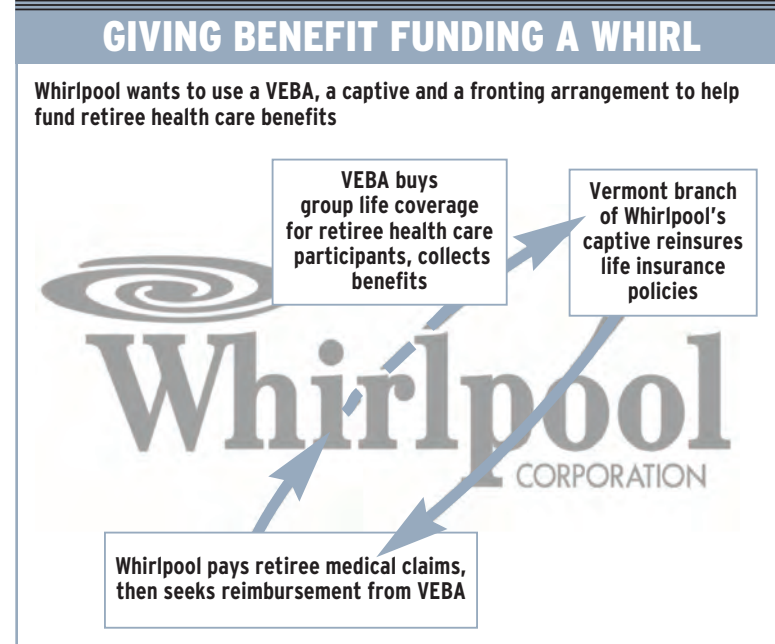 GIVING BENEFIT FUNDING A WHIRL
Whirlpool wants to use a VEBA, a captive and a fronting arrangement to help
fund retiree health care benefits
VEBA buys
group life coverage
for retiree health care
participants, collects
benefits
Vermont branch
of Whirlpool's
captive reinsures
life insurance
policies
Whirlpool
CORPORATION
Whirlpool pays retiree medical claims,
then seeks reimbursement from VEBA